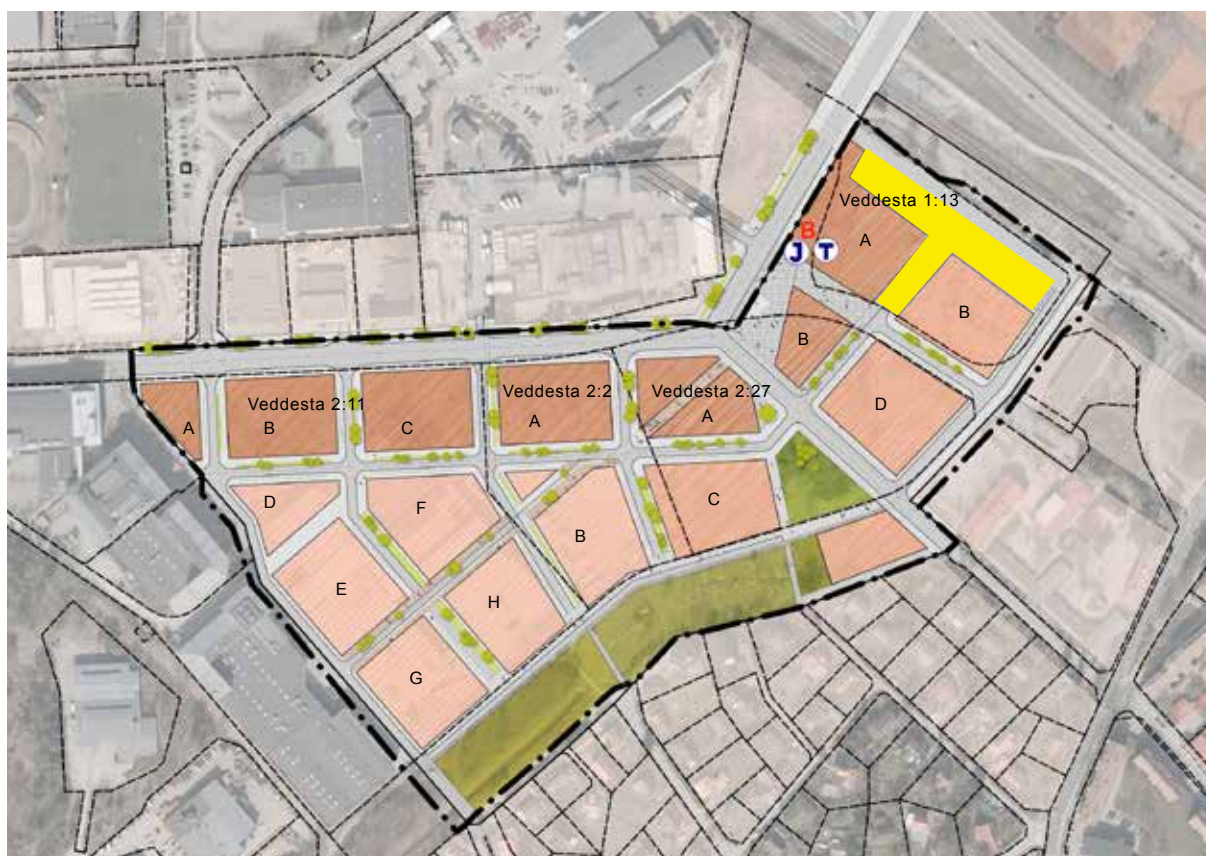 Veddesta 1:13
B
A
J T
B
B
Veddesta 2:11
Veddesta 2:2
Veddesta 2:27
D
A
B
C
A
A
D
F
C
B
E
H
G